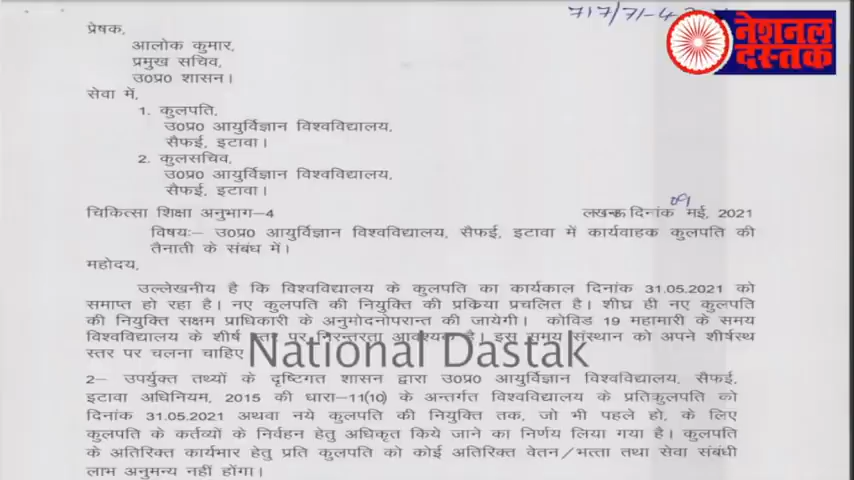 717/71-4
नेशनल
दस्तक
प्रेषक,
आलोक कुमार,
प्रमुख सचिव,
उ0प्र0 शासन।
सेवा में,
1. कुलपति,
उ0प्र0 आयुर्विज्ञान विश्वविद्यालय,
सैफई, इटावा।
2. कुलसचिव,
उ0प्र0 आयुर्विज्ञान विश्वविद्यालय,
सैफई, इटावा।
चिकित्सा शिक्षा अनुभाग-4 लखनऊ दिनांक 09 मई, 2021
विषयः- उ0प्र0 आयुर्विज्ञान विश्वविद्यालय, सैफई, इटावा में कार्यवाहक कुलपति की
तैनाती के संबंध में।
महोदय,
उल्लेखनीय है कि विश्वविद्यालय के कुलपति का कार्यकाल दिनांक 31.05.2021 को
समाप्त हो रहा है। नए कुलपति की नियुक्ति की प्रक्रिया प्रचलित है। शीघ्र ही नए कुलपति
की नियुक्ति सक्षम प्राधिकारी के अनुमोदनोपरान्त की जायेगी। कोविड 19 महामारी के समय
विश्वविद्यालय के शीर्ष स्तर पर निरन्तरता आवश्यक है। इस समय संस्थान को अपने शीर्षस्थ
स्तर पर चलना चाहिए
National Dastak
2- उपर्युक्त तथ्यों के दृष्टिगत शासन द्वारा उ0प्र0 आयुर्विज्ञान विश्वविद्यालय, सैफई,
इटावा अधिनियम, 2015 की धारा-11(10) के अन्तर्गत विश्वविद्यालय के प्रतिकुलपति को
दिनांक 31.05.2021 अथवा नये कुलपति की नियुक्ति तक, जो भी पहले हो, के लिए
कुलपति के कर्तव्यों के निर्वहन हेतु अधिकृत किये जाने का निर्णय लिया गया है। कुलपति
के अतिरिक्त कार्यभार हेतु प्रति कुलपति को कोई अतिरिक्त वेतन/भत्ता तथा सेवा संबंधी
लाभ अनुमन्य नहीं होंगा।